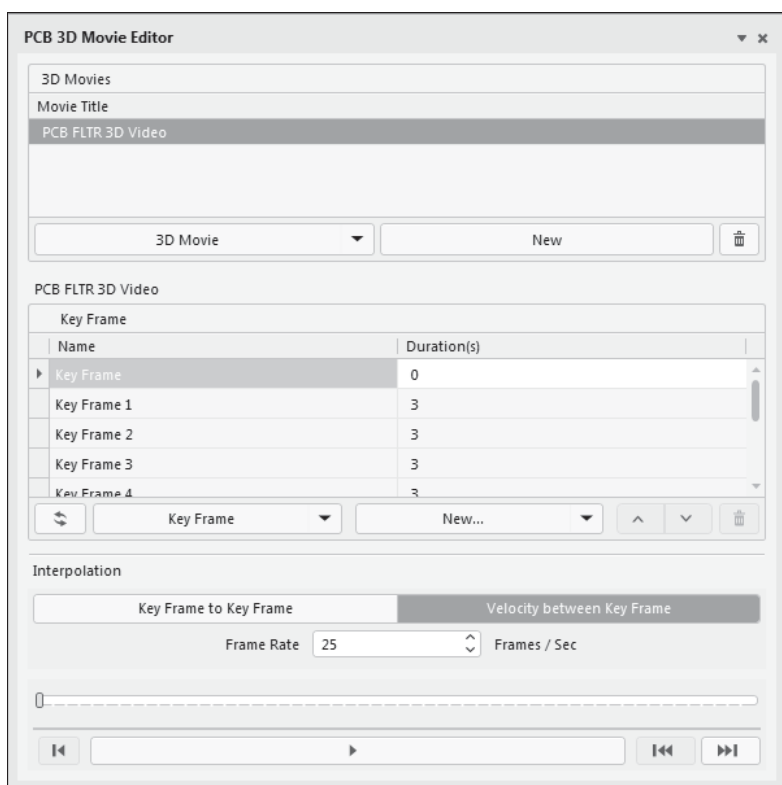 PCB 3D Movie Editor
3D Movies
Movie Title
PCB FLTR 3D Video
3D Movie New
PCB FLTR 3D Video
Key Frame
Name Duration(s)
Key Frame 0
Key Frame 1 3
Key Frame 2 3
Key Frame 3 3
Key Frame 4 3
Key Frame New...
Interpolation
Key Frame to Key Frame Velocity between Key Frame
Frame Rate 25 Frames / Sec